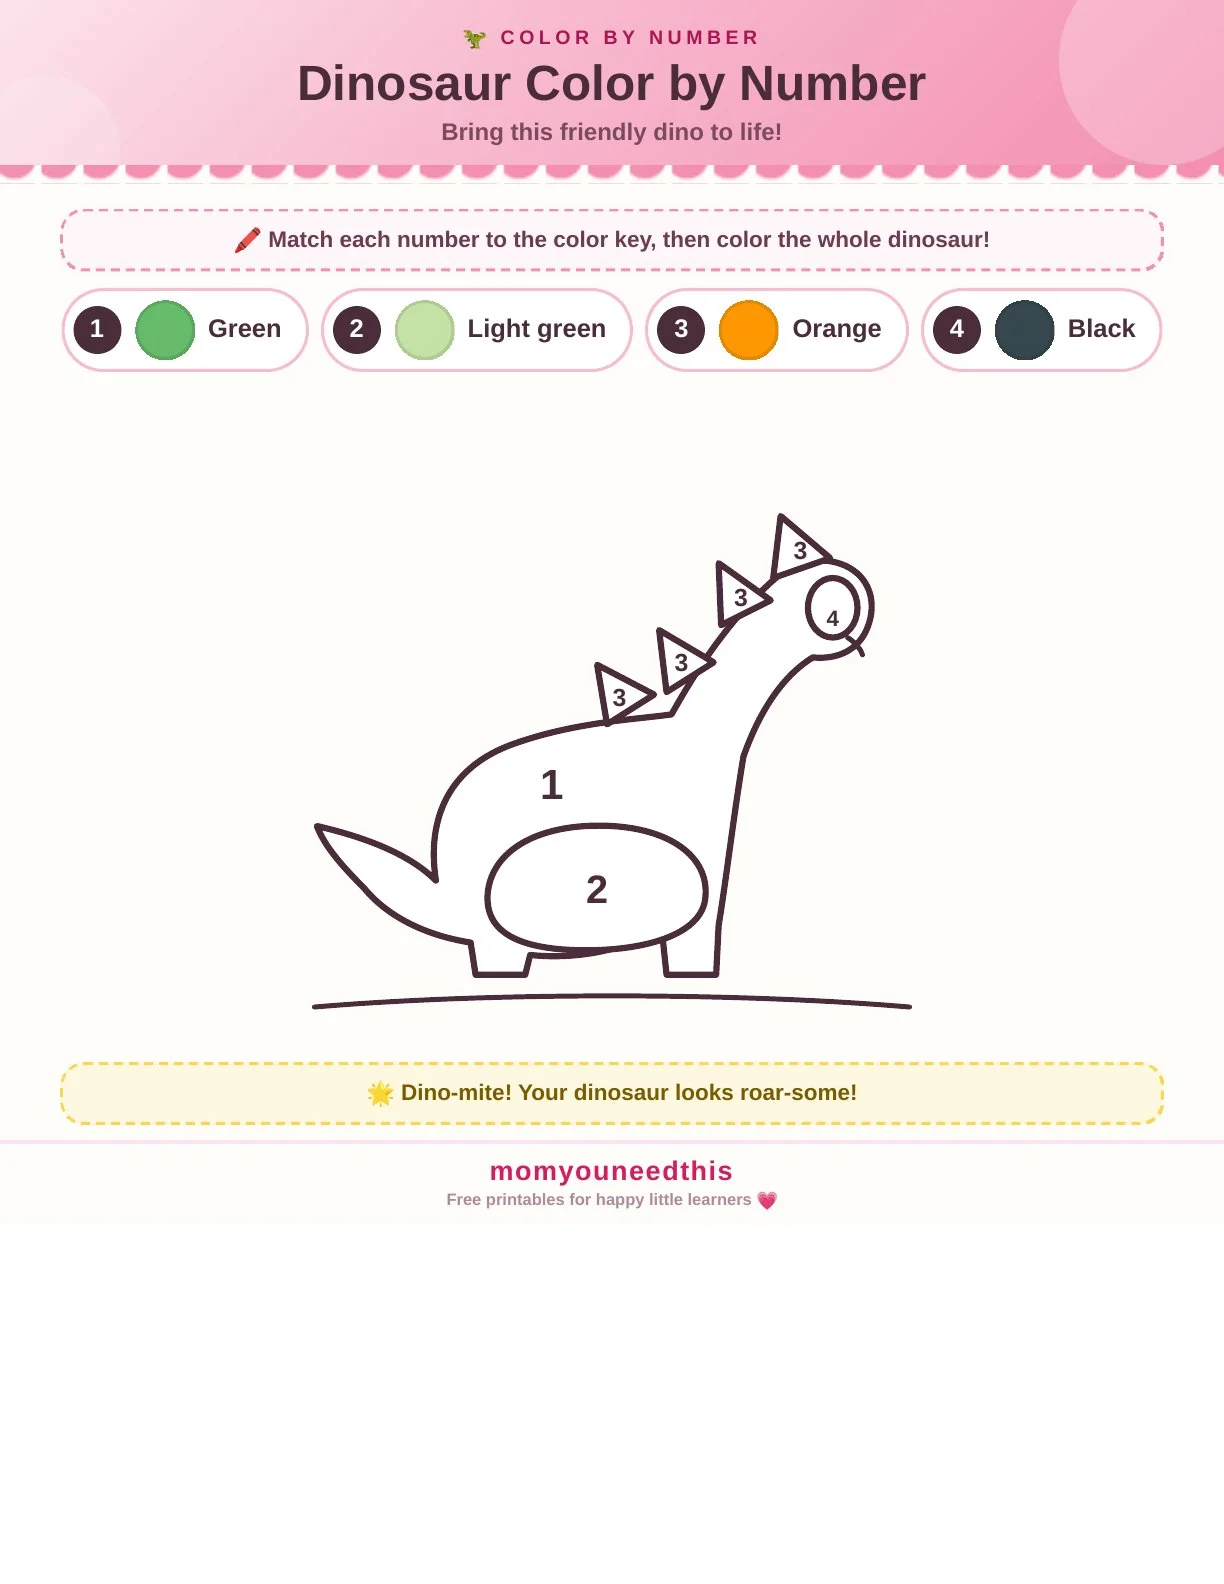 COLOR BY NUMBER
Dinosaur Color by Number
Bring this friendly dino to life!
Match each number to the color key, then color the whole dinosaur!
1 Green 2 Light green 3 Orange 4 Black
3
3
4
3
3
1
2
Dino-mite! Your dinosaur looks roar-some!
momyouneedthis
Free printables for happy little learners